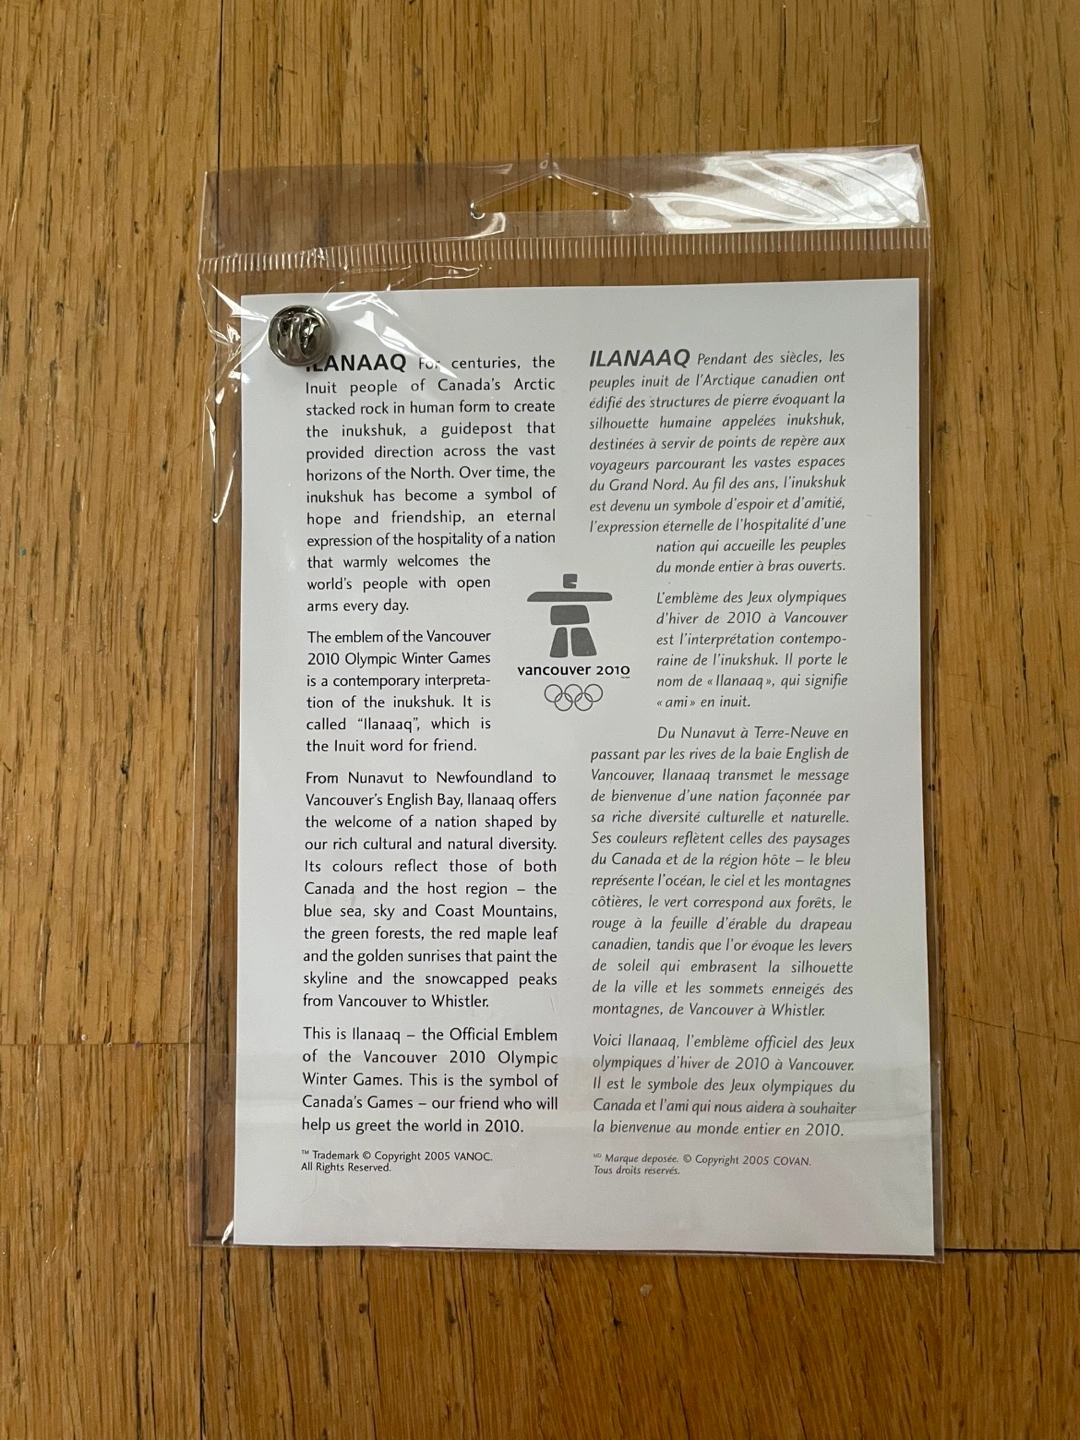 ILANAAQ For centuries, the
Inuit people of Canada's Arctic
stacked rock in human form to create
the inukshuk, a guidepost that
provided direction across the vast
horizons of the North. Over time, the
inukshuk has become a symbol of
hope and friendship, an eternal
expression of the hospitality of a nation
that warmly welcomes the
world's people with open
arms every day.
The emblem of the Vancouver
2010 Olympic Winter Games
is a contemporary interpreta-
tion of the inukshuk. It is
called "Ilanaaq", which is
the Inuit word for friend.
From Nunavut to Newfoundland to
Vancouver's English Bay, Ilanaaq offers
the welcome of a nation shaped by
our rich cultural and natural diversity.
Its colours reflect those of both
Canada and the host region – the
blue sea, sky and Coast Mountains,
the green forests, the red maple leaf
and the golden sunrises that paint the
skyline and the snowcapped peaks
from Vancouver to Whistler.
This is Ilanaaq – the Official Emblem
of the Vancouver 2010 Olympic
Winter Games. This is the symbol of
Canada's Games – our friend who will
help us greet the world in 2010.
™ Trademark © Copyright 2005 VANOC.
All Rights Reserved.
vancouver 2010
ILANAAQ Pendant des siècles, les
peuples inuit de l'Arctique canadien ont
édifié des structures de pierre évoquant la
silhouette humaine appelées inukshuk,
destinées à servir de points de repère aux
voyageurs parcourant les vastes espaces
du Grand Nord. Au fil des ans, l'inukshuk
est devenu un symbole d'espoir et d'amitié,
l'expression éternelle de l'hospitalité d'une
nation qui accueille les peuples
du monde entier à bras ouverts.
L'emblème des Jeux olympiques
d'hiver de 2010 à Vancouver
est l'interprétation contempo-
raine de l'inukshuk. Il porte le
nom de « Ilanaaq », qui signifie
« ami » en inuit.
Du Nunavut à Terre-Neuve en
passant par les rives de la baie English de
Vancouver, Ilanaaq transmet le message
de bienvenue d'une nation façonnée par
sa riche diversité culturelle et naturelle.
Ses couleurs reflètent celles des paysages
du Canada et de la région hôte – le bleu
représente l'océan, le ciel et les montagnes
côtières, le vert correspond aux forêts, le
rouge à la feuille d'érable du drapeau
canadien, tandis que l'or évoque les levers
de soleil qui embrasent la silhouette
de la ville et les sommets enneigés des
montagnes, de Vancouver à Whistler.
Voici Ilanaaq, l'emblème officiel des Jeux
olympiques d'hiver de 2010 à Vancouver.
Il est le symbole des Jeux olympiques du
Canada et l'ami qui nous aidera à souhaiter
la bienvenue au monde entier en 2010.
MD Marque deposée. © Copyright 2005 COVAN.
Tous droits réservés.